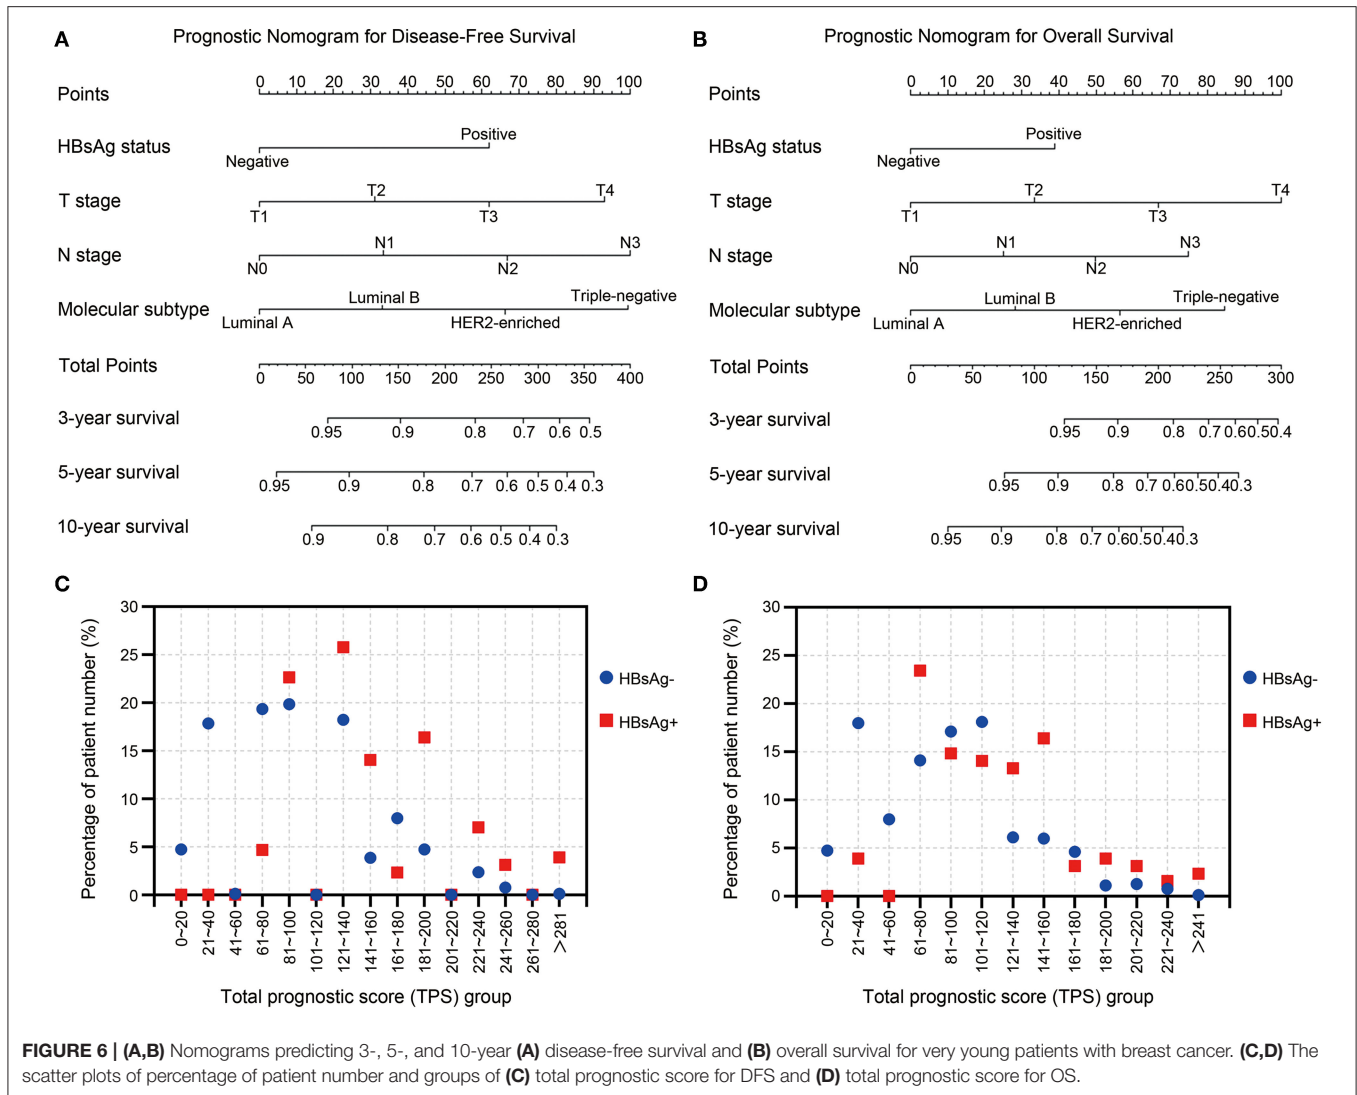 A
Prognostic Nomogram for Disease-Free Survival
Points
0 10 20 30 40 50 60 70 80 90 100
HBsAg status
Positive
Negative
T stage
T2 T4
T1 T3
N stage
N1 N3
N0 N2
Molecular subtype
Luminal B Triple-negative
Luminal A HER2-enriched
Total Points
0 50 100 150 200 250 300 350 400
3-year survival
0.95 0.9 0.8 0.7 0.6 0.5
5-year survival
0.95 0.9 0.8 0.7 0.6 0.5 0.4 0.3
10-year survival
0.9 0.8 0.7 0.6 0.5 0.4 0.3
B
Prognostic Nomogram for Overall Survival
Points
0 10 20 30 40 50 60 70 80 90 100
HBsAg status
Positive
Negative
T stage
T2 T4
T1 T3
N stage
N1 N3
N0 N2
Molecular subtype
Luminal B Triple-negative
Luminal A HER2-enriched
Total Points
0 50 100 150 200 250 300
3-year survival
0.95 0.9 0.8 0.7 0.60 0.50 0.4
5-year survival
0.95 0.9 0.8 0.7 0.60 0.50 0.40 0.3
10-year survival
0.95 0.9 0.8 0.7 0.60 0.50 0.40 0.3
C
Percentage of patient number (%)
30
25
20
15
10
5
0
0~20 21~40 41~60 61~80 81~100 101~120 121~140 141~160 161~180 181~200 201~220 221~240 241~260 261~280 >281
Total prognostic score (TPS) group
HBsAg-
HBsAg+
D
Percentage of patient number (%)
30
25
20
15
10
5
0
0~20 21~40 41~60 61~80 81~100 101~120 121~140 141~160 161~180 181~200 201~220 221~240 >241
Total prognostic score (TPS) group
HBsAg-
HBsAg+
FIGURE 6 | (A,B) Nomograms predicting 3-, 5-, and 10-year (A) disease-free survival and (B) overall survival for very young patients with breast cancer. (C,D) The
scatter plots of percentage of patient number and groups of (C) total prognostic score for DFS and (D) total prognostic score for OS.